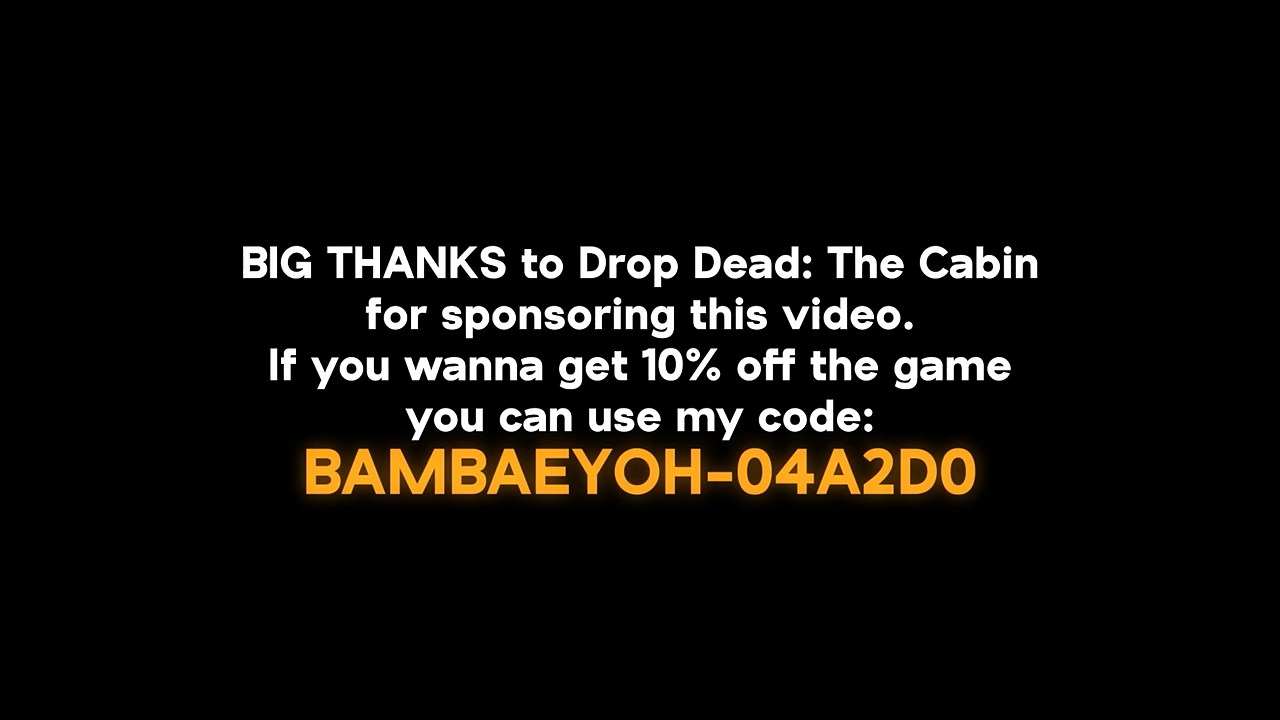 BIG THANKS to Drop Dead: The Cabin
for sponsoring this video.
If you wanna get 10% off the game
you can use my code:
BAMBAEYOH-04A2D0